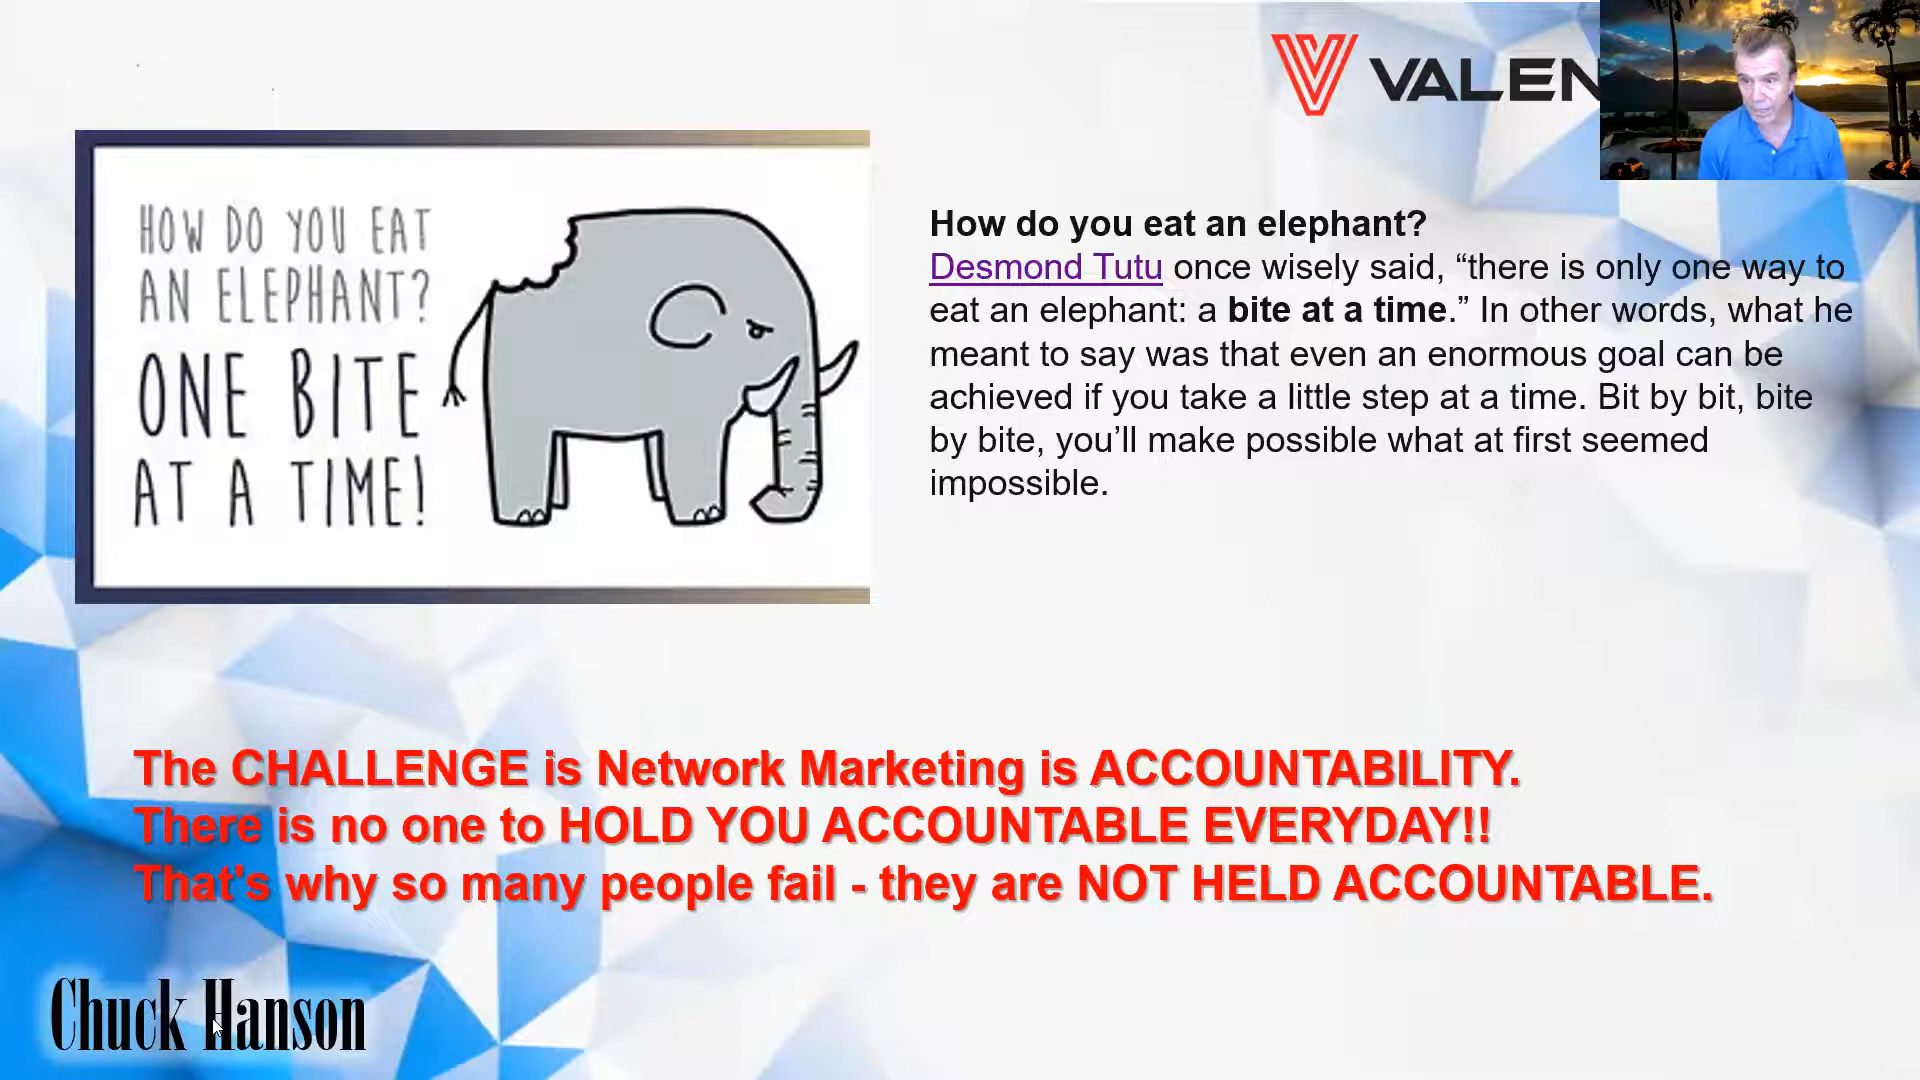 VALEN
HOW DO YOU EAT
AN ELEPHANT?
ONE BITE
AT A TIME!
How do you eat an elephant?
Desmond Tutu once wisely said, “there is only one way to
eat an elephant: a bite at a time.” In other words, what he
meant to say was that even an enormous goal can be
achieved if you take a little step at a time. Bit by bit, bite
by bite, you’ll make possible what at first seemed
impossible.
The CHALLENGE is Network Marketing is ACCOUNTABILITY.
There is no one to HOLD YOU ACCOUNTABLE EVERYDAY!!
That's why so many people fail - they are NOT HELD ACCOUNTABLE.
Chuck Hanson